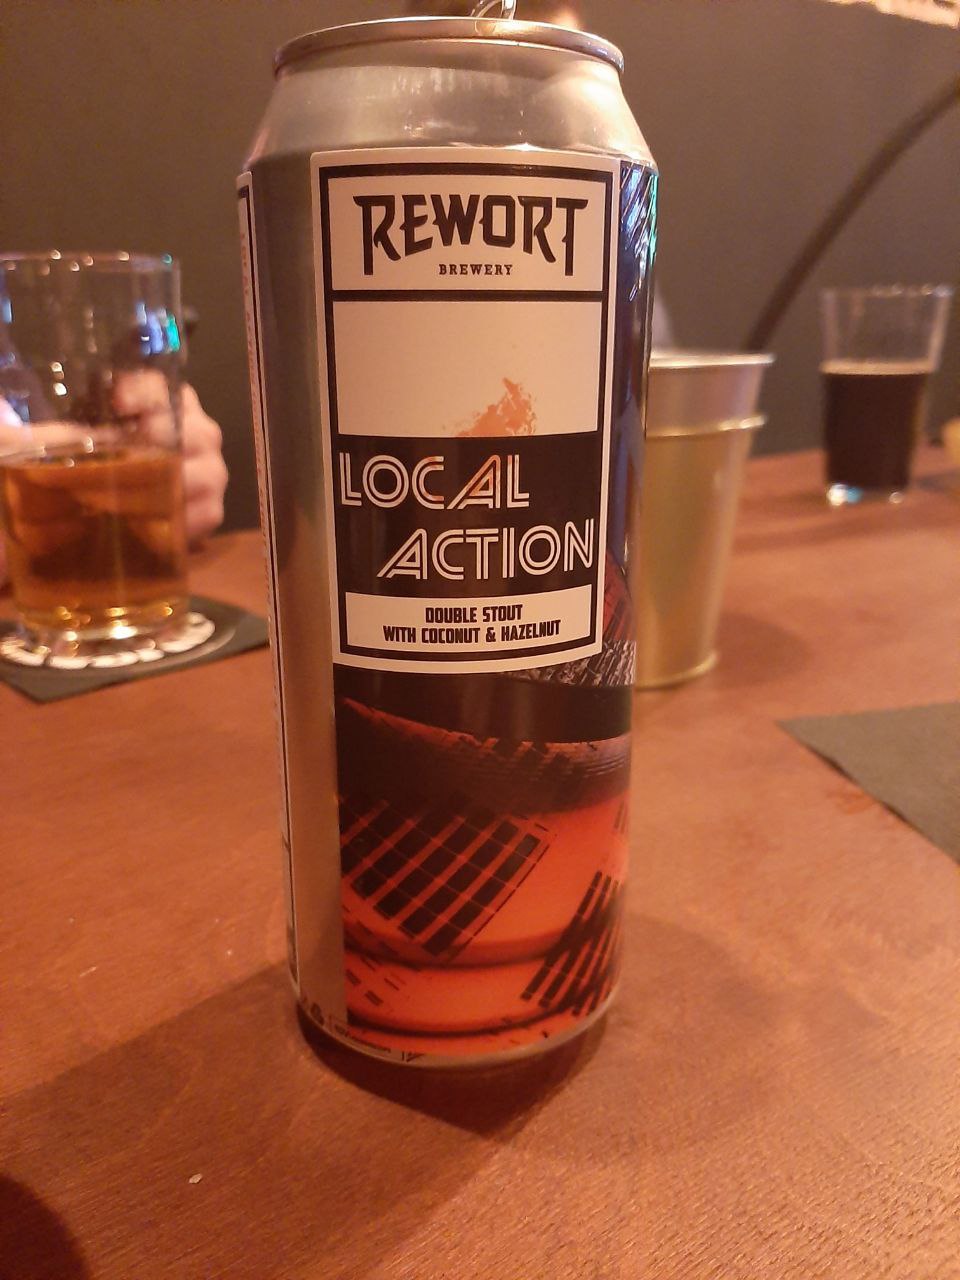 REWORT
BREWERY
LOCAL
ACTION
DOUBLE STOUT
WITH COCONUT & HAZELNUT